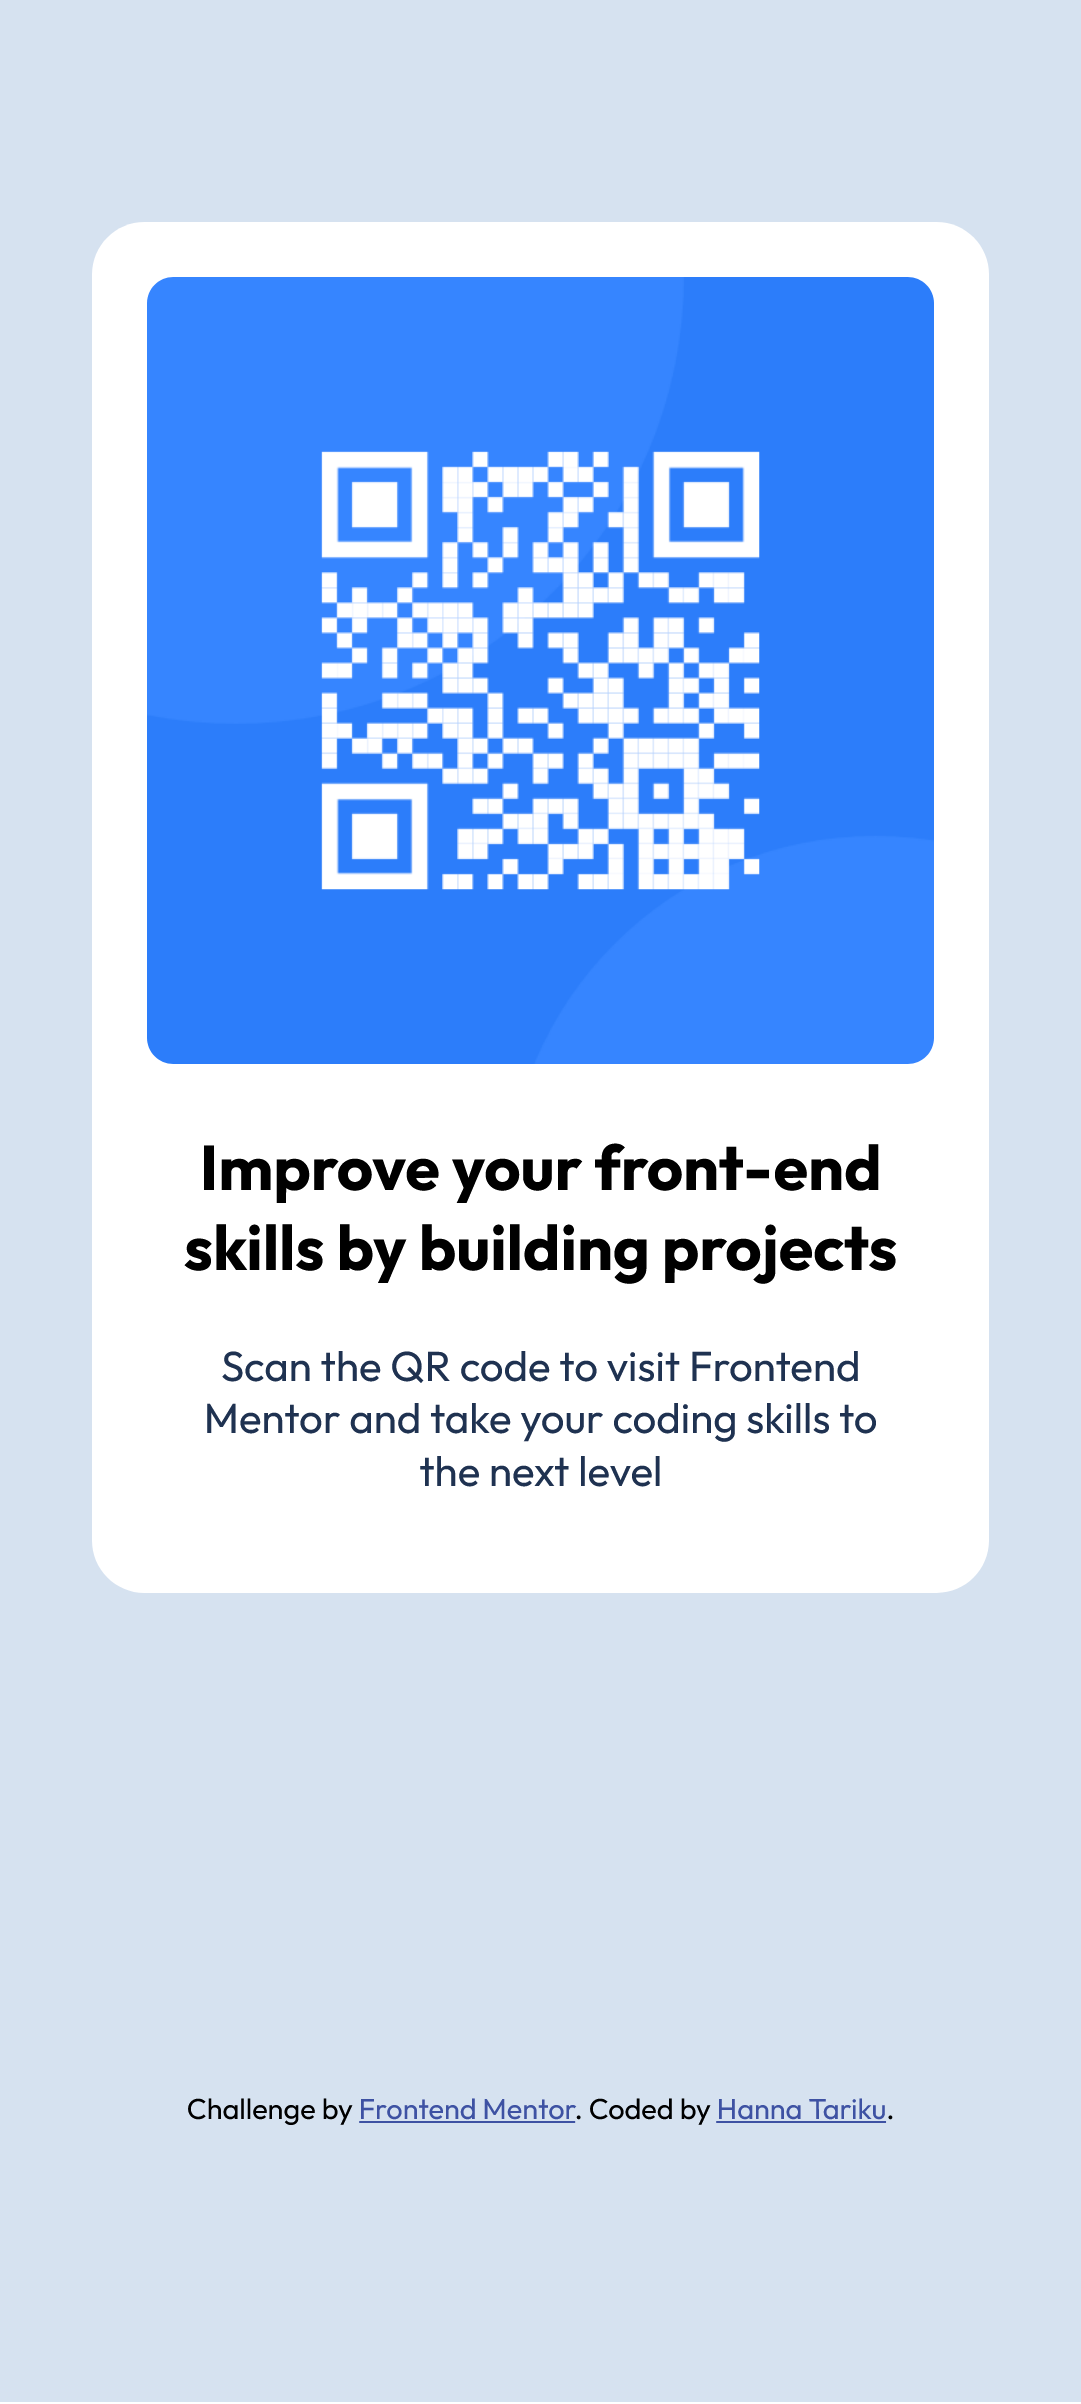 Improve your front-end
skills by building projects
Scan the QR code to visit Frontend
Mentor and take your coding skills to
the next level
Challenge by Frontend Mentor. Coded by Hanna Tariku.